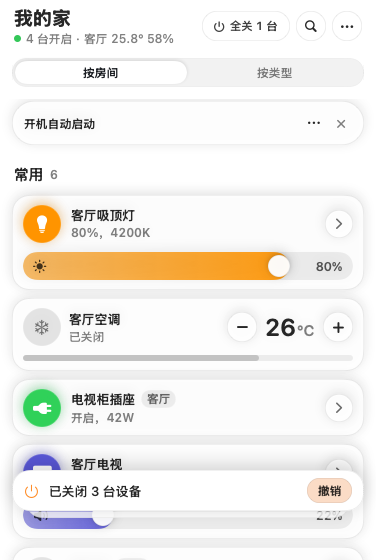 我的家
4 台开启 · 客厅 25.8° 58%
全关 1 台
按房间
按类型
开机自动启动
常用 6
客厅吸顶灯
80%，4200K
80%
客厅空调
已关闭
26°C
电视柜插座 客厅
开启，42W
客厅电视
已关闭 3 台设备
撤销
22%